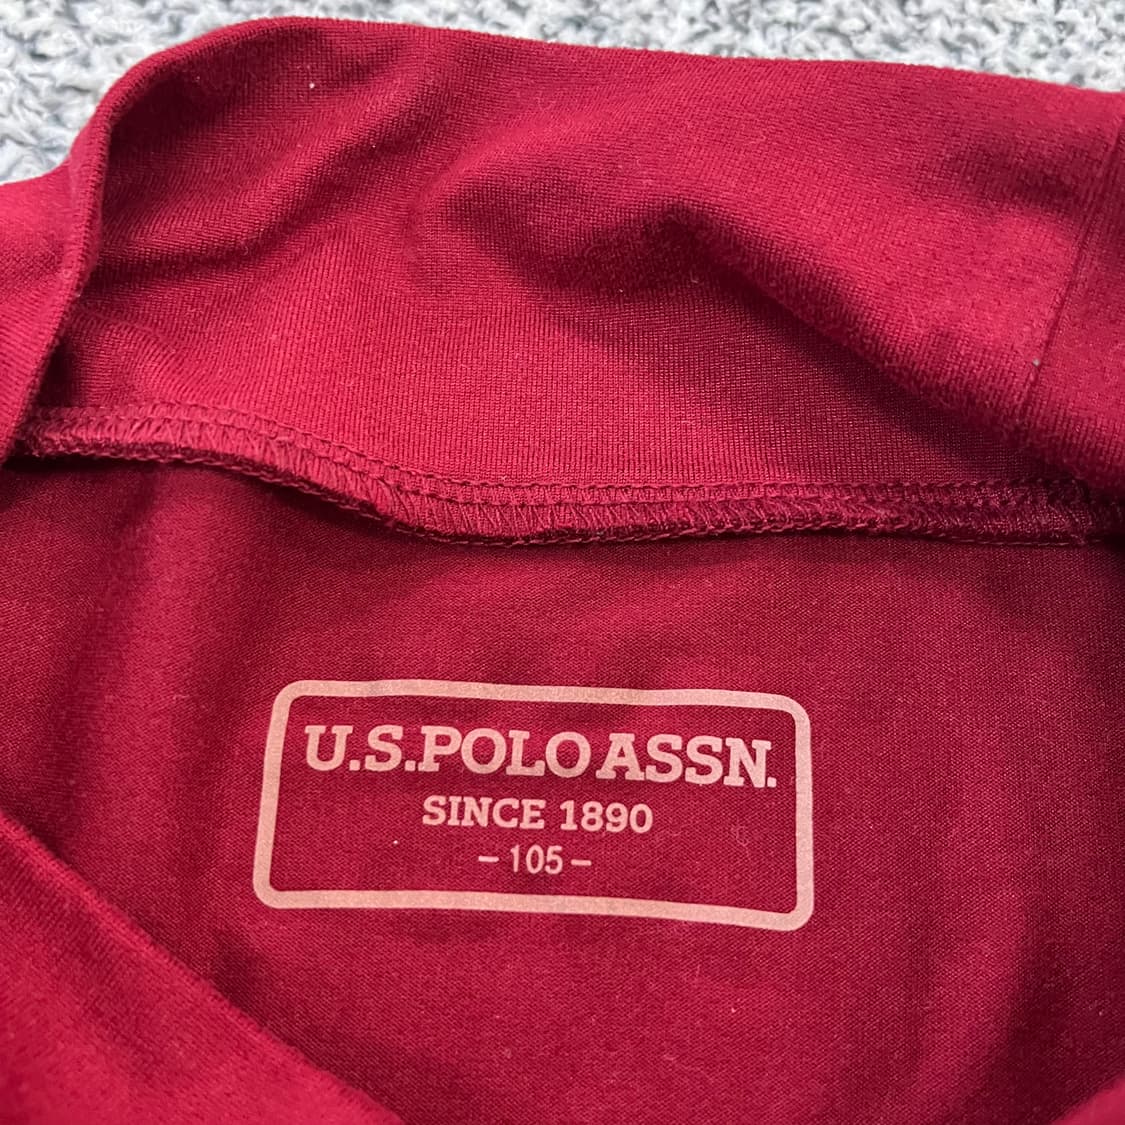 U.S.POLO ASSN.
SINCE 1890
-105-